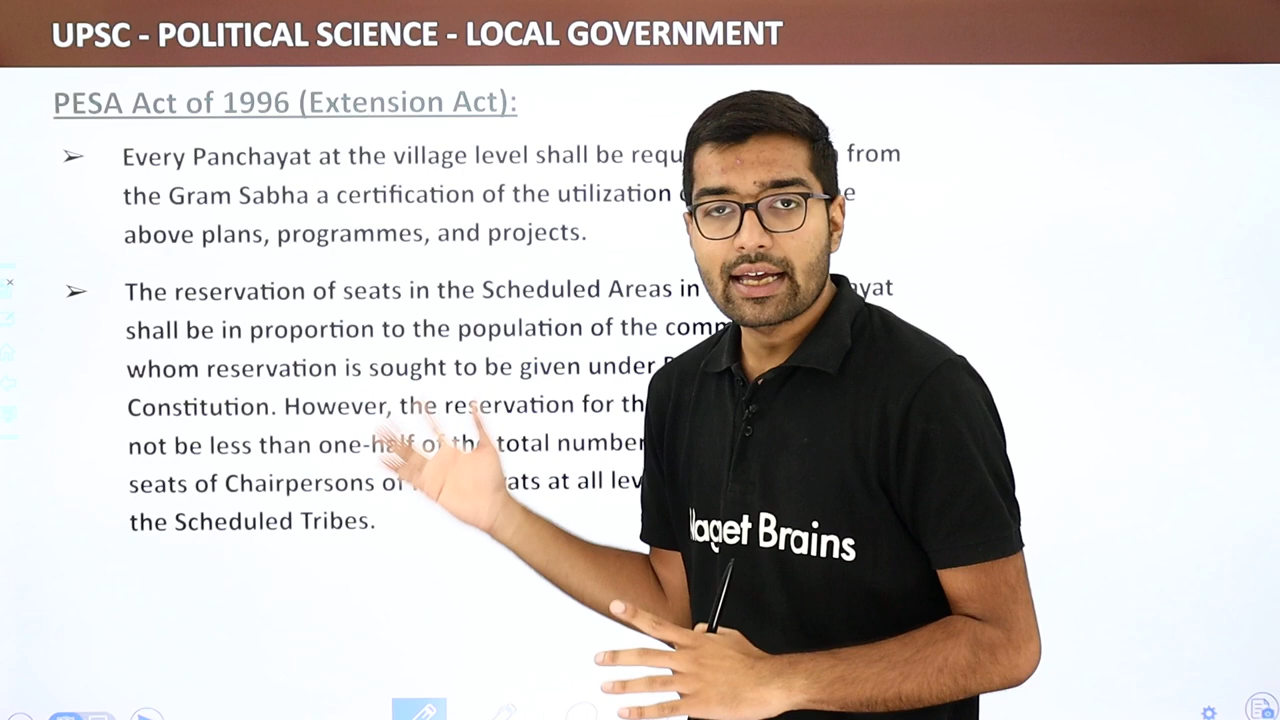 UPSC - POLITICAL SCIENCE - LOCAL GOVERNMENT
PESA Act of 1996 (Extension Act):
➢ Every Panchayat at the village level shall be requ from
the Gram Sabha a certification of the utilization
above plans, programmes, and projects.
➢ The reservation of seats in the Scheduled Areas in
shall be in proportion to the population of the comm
whom reservation is sought to be given under
Constitution. However, the reservation for th
not be less than one-half of the total number
seats of Chairpersons of ats at all lev
the Scheduled Tribes.
Naget Brains